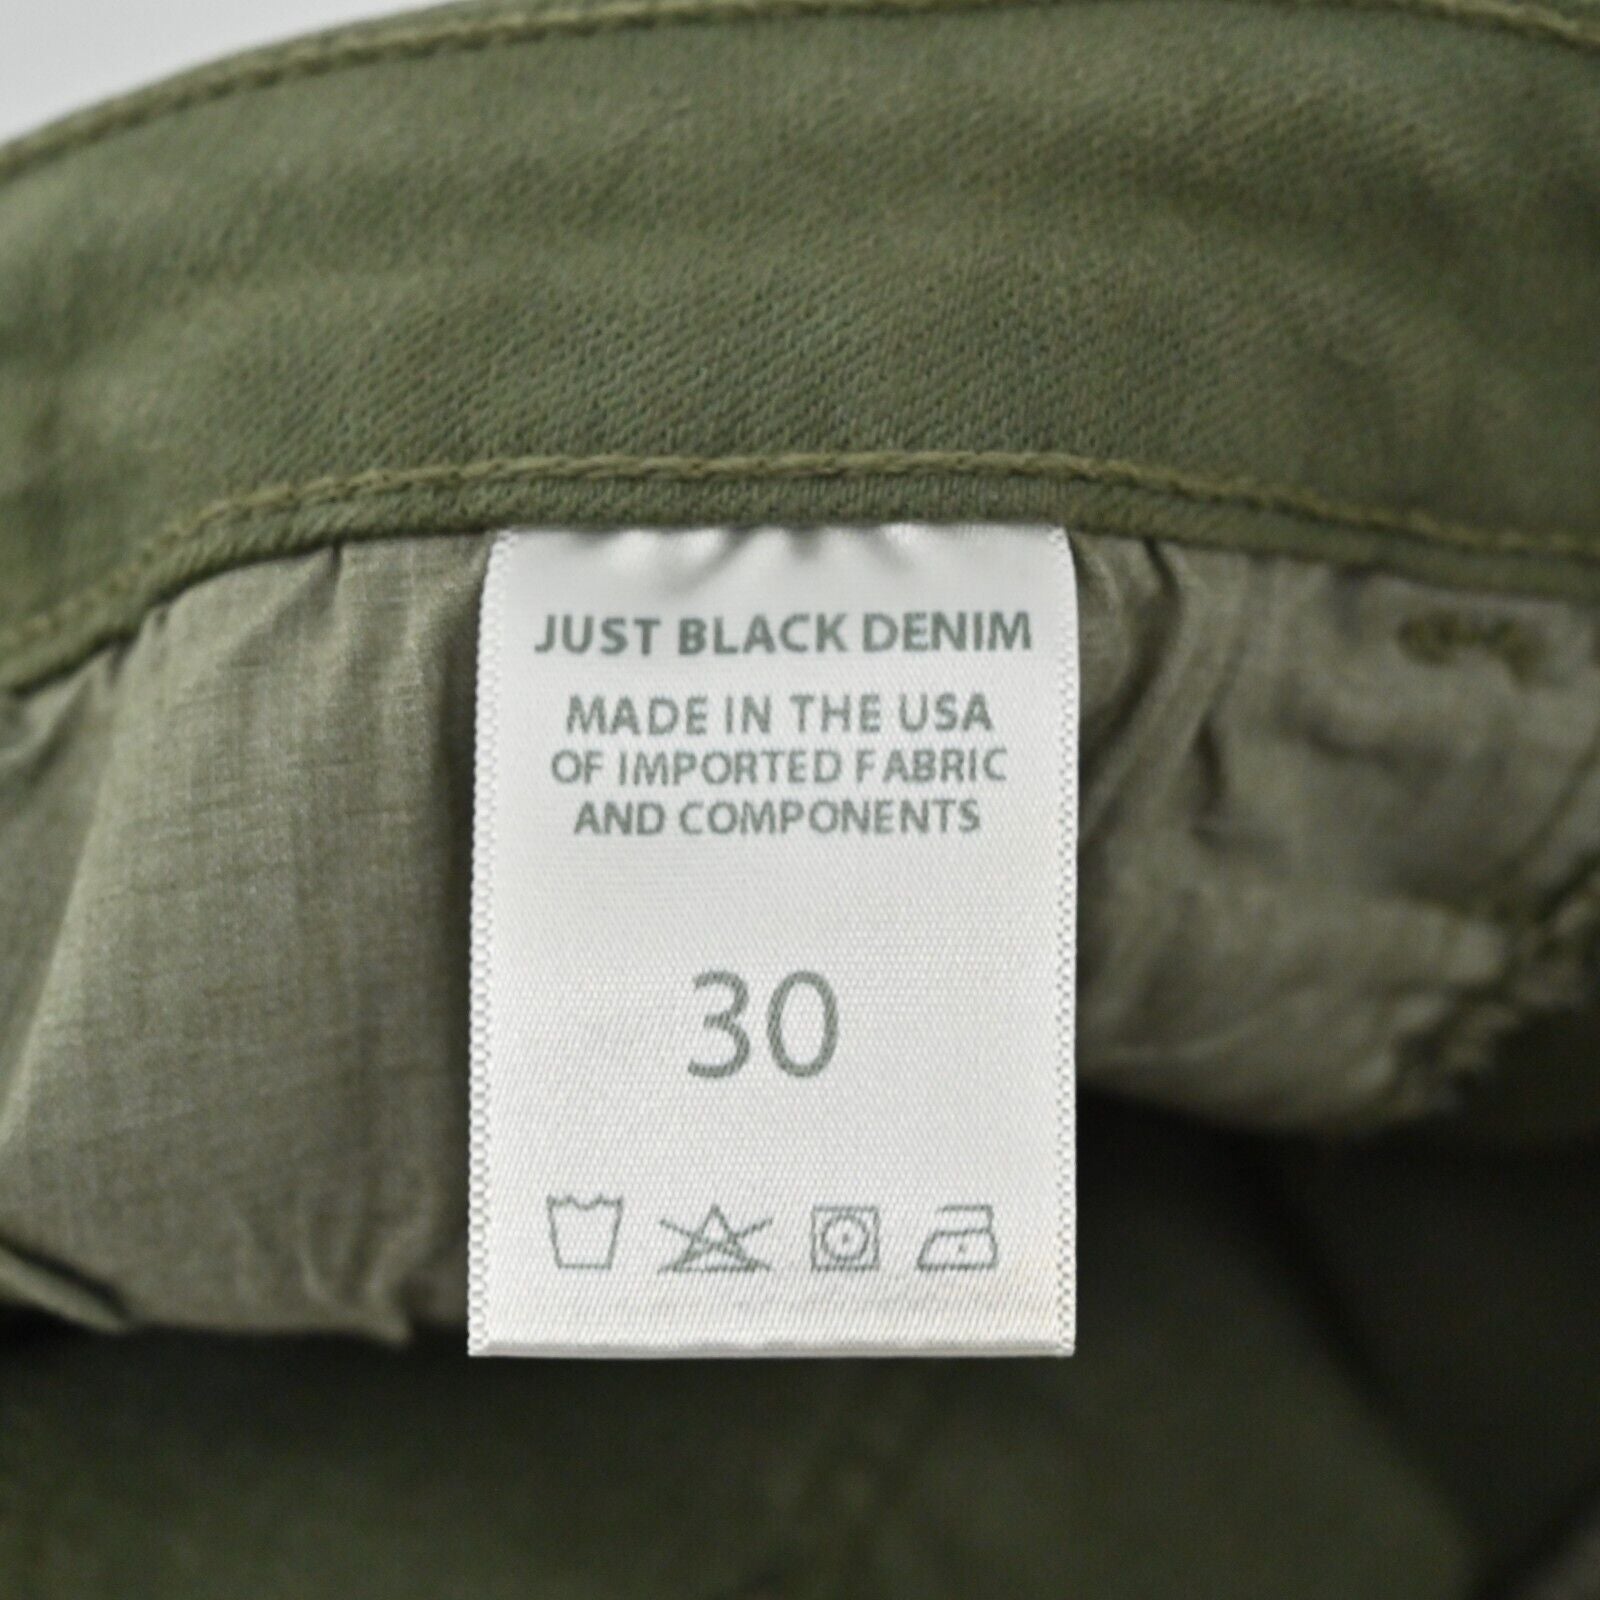 JUST BLACK DENIM
MADE IN THE USA
OF IMPORTED FABRIC
AND COMPONENTS
30